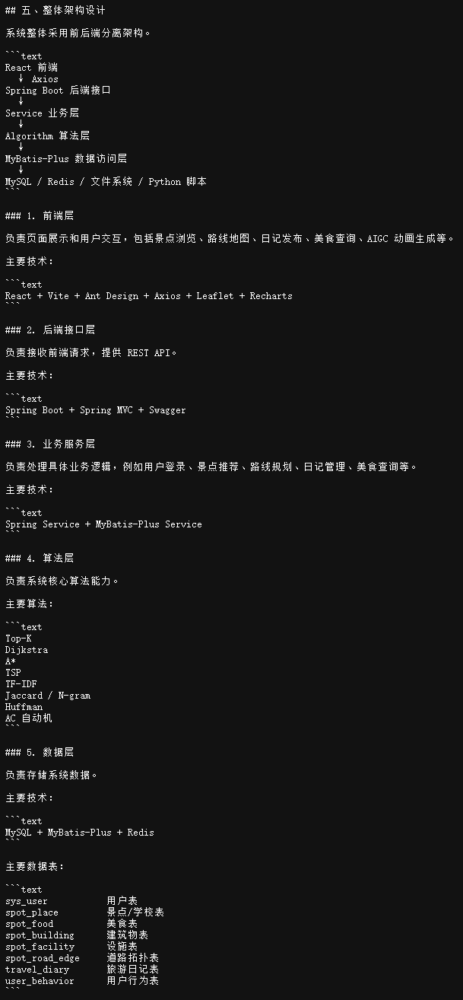 ## 五、整体架构设计
系统整体采用前后端分离架构。
```text
React 前端
  ↓ Axios
Spring Boot 后端接口
  ↓
Service 业务层
  ↓
Algorithm 算法层
  ↓
MyBatis-Plus 数据访问层
  ↓
MySQL / Redis / 文件系统 / Python 脚本
```
### 1. 前端层
负责页面展示和用户交互，包括景点浏览、路线地图、日记发布、美食查询、AIGC 动画生成等。
主要技术：
```text
React + Vite + Ant Design + Axios + Leaflet + Recharts
```
### 2. 后端接口层
负责接收前端请求，提供 REST API。
主要技术：
```text
Spring Boot + Spring MVC + Swagger
```
### 3. 业务服务层
负责处理具体业务逻辑，例如用户登录、景点推荐、路线规划、日记管理、美食查询等。
主要技术：
```text
Spring Service + MyBatis-Plus Service
```
### 4. 算法层
负责系统核心算法能力。
主要算法：
```text
Top-K
Dijkstra
A*
TSP
TF-IDF
Jaccard / N-gram
Huffman
AC 自动机
```
### 5. 数据层
负责存储系统数据。
主要技术：
```text
MySQL + MyBatis-Plus + Redis
```
主要数据表：
```text
sys_user           用户表
spot_place         景点/学校表
spot_food          美食表
spot_building      建筑物表
spot_facility      设施表
spot_road_edge     道路拓扑表
travel_diary       旅游日记表
user_behavior      用户行为表
```